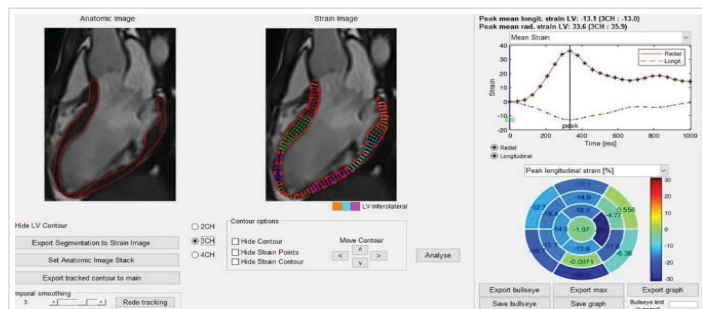 Anatomic Image
Strain Image
LV Inferolateral
Hide LV Contour
Export Segmentation to Strain Image
Set Anatomic Image Stack
Export tracked contour to main
3
Redo tracking
2CH
3CH
4CH
Contour options
Hide Contour
Hide Strain Points
Hide Strain Contour
Move Contour
^
< >
v
Analyse
Peak mean longit. strain LV: -13.1 (3CH : -13.0)
Peak mean rad. strain LV: 33.6 (3CH : 35.9)
Mean Strain
Radial
Longit.
Strain
40
30
20
10
0
-10
-20
peak
0 200 400 600 800 1000
Time [ms]
Radial
Longitudinal
Peak longitudinal strain [%]
-14.9
-0.556
-4.77
-1.97
-13.9
-6.38
-0.0971
30
20
10
0
-10
-20
-30
Export bullseye
Export max
Export graph
Save bullseye
Save graph
Bullseye limit